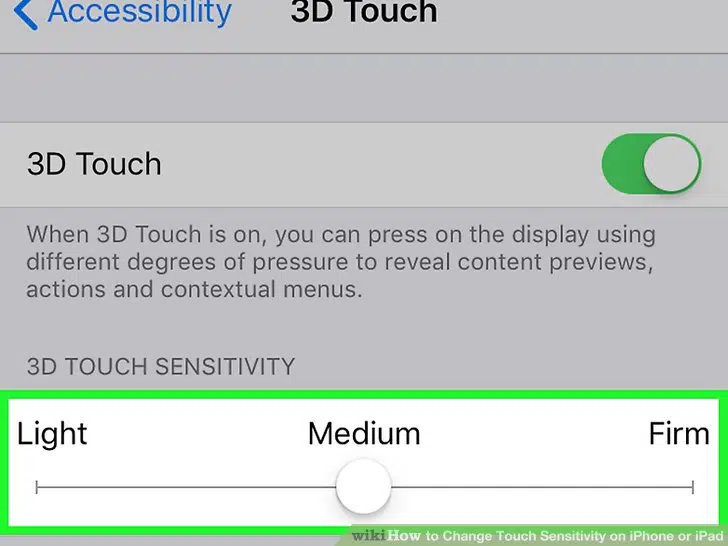 Accessibility 3D Touch
3D Touch
When 3D Touch is on, you can press on the display using
different degrees of pressure to reveal content previews,
actions and contextual menus.
3D TOUCH SENSITIVITY
Light Medium Firm
wikiHow to Change Touch Sensitivity on iPhone or iPad